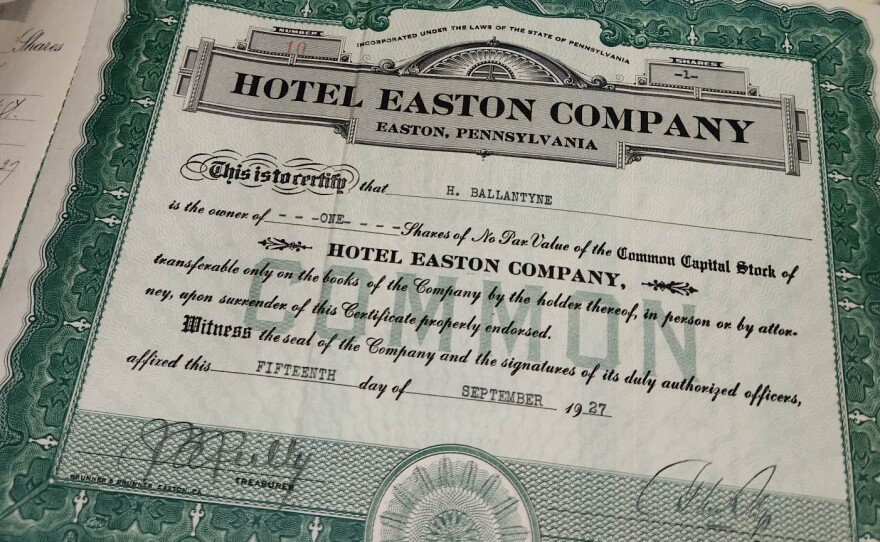 Shares
NUMBER
10
INCORPORATED UNDER THE LAWS OF THE STATE OF PENNSYLVANIA
SHARES
-1-
HOTEL EASTON COMPANY
EASTON, PENNSYLVANIA
This is to certify that H. BALLANTYNE
is the owner of - - -ONE- - - - Shares of No Par Value of the Common Capital Stock of
HOTEL EASTON COMPANY,
transferable only on the books of the Company by the holder thereof, in person or by attor-
ney, upon surrender of this Certificate properly endorsed.
COMMON
Witness the seal of the Company and the signatures of its duly authorized officers,
affixed this FIFTEENTH day of SEPTEMBER 1927
TREASURER